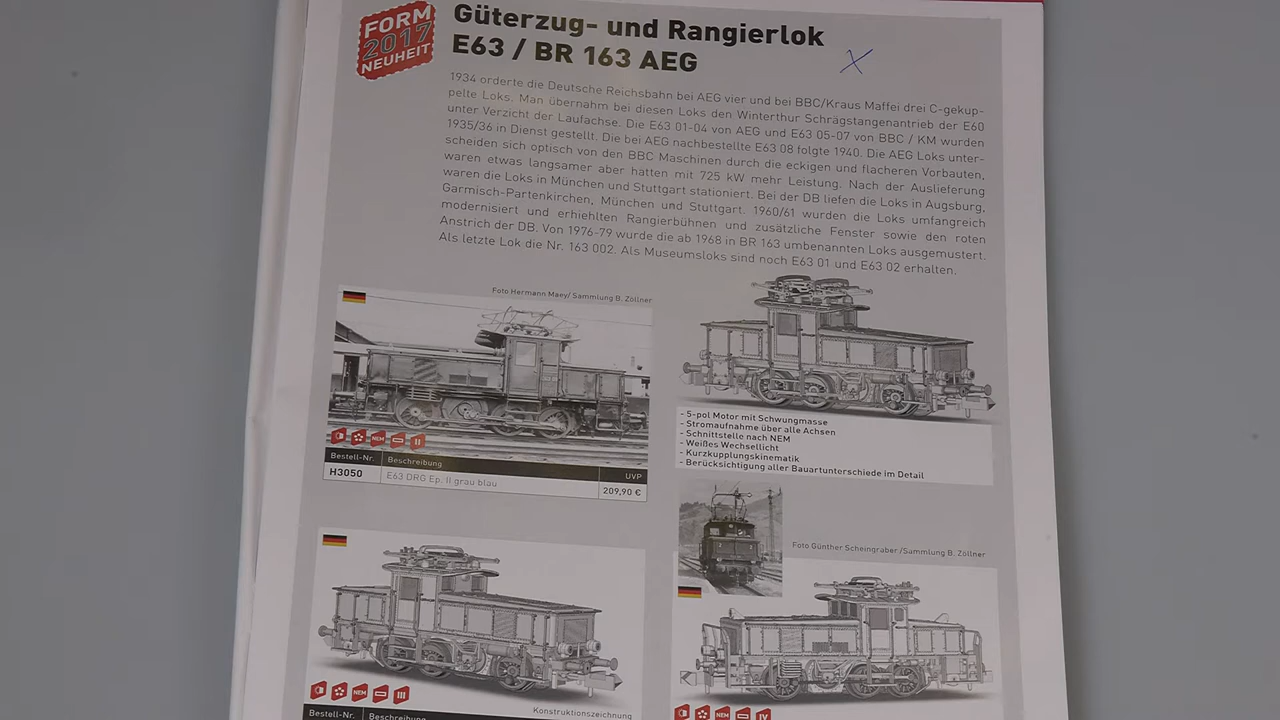 FORM
2017
NEUHEIT
Güterzug- und Rangierlok
E63 / BR 163 AEG
1934 orderte die Deutsche Reichsbahn bei AEG vier und bei BBC/Kraus Maffei drei C-gekup-
pelte Loks. Man übernahm bei diesen Loks den Winterthur Schrägstangenantrieb der E60
unter Verzicht der Laufachse. Die E63 01-04 von AEG und E63 05-07 von BBC / KM wurden
1935/36 in Dienst gestellt. Die bei AEG nachbestellte E63 08 folgte 1940. Die AEG Loks unter-
scheiden sich optisch von den BBC Maschinen durch die eckigen und flacheren Vorbauten,
waren etwas langsamer aber hatten mit 725 kW mehr Leistung. Nach der Auslieferung
waren die Loks in München und Stuttgart stationiert. Bei der DB liefen die Loks in Augsburg,
Garmisch-Partenkirchen, München und Stuttgart. 1960/61 wurden die Loks umfangreich
modernisiert und erhiehlten Rangierbühnen und zusätzliche Fenster sowie den roten
Anstrich der DB. Von 1976-79 wurde die ab 1968 in BR 163 umbenannten Loks ausgemustert.
Als letzte Lok die Nr. 163 002. Als Museumsloks sind noch E63 01 und E63 02 erhalten.
Foto Hermann Maey/ Sammlung B. Zöllner
NEM
II
Bestell-Nr. Beschreibung UVP
H3050 E63 DRG Ep. II grau blau 209,90 €
- 5-pol Motor mit Schwungmasse
- Stromaufnahme über alle Achsen
- Schnittstelle nach NEM
- Weißes Wechsellicht
- Kurzkupplungskinematik
- Berücksichtigung aller Bauartunterschiede im Detail
Foto Günther Scheingraber /Sammlung B. Zöllner
NEM
III
Konstruktionszeichnung
Bestell-Nr. Beschreibung
NEM
IV